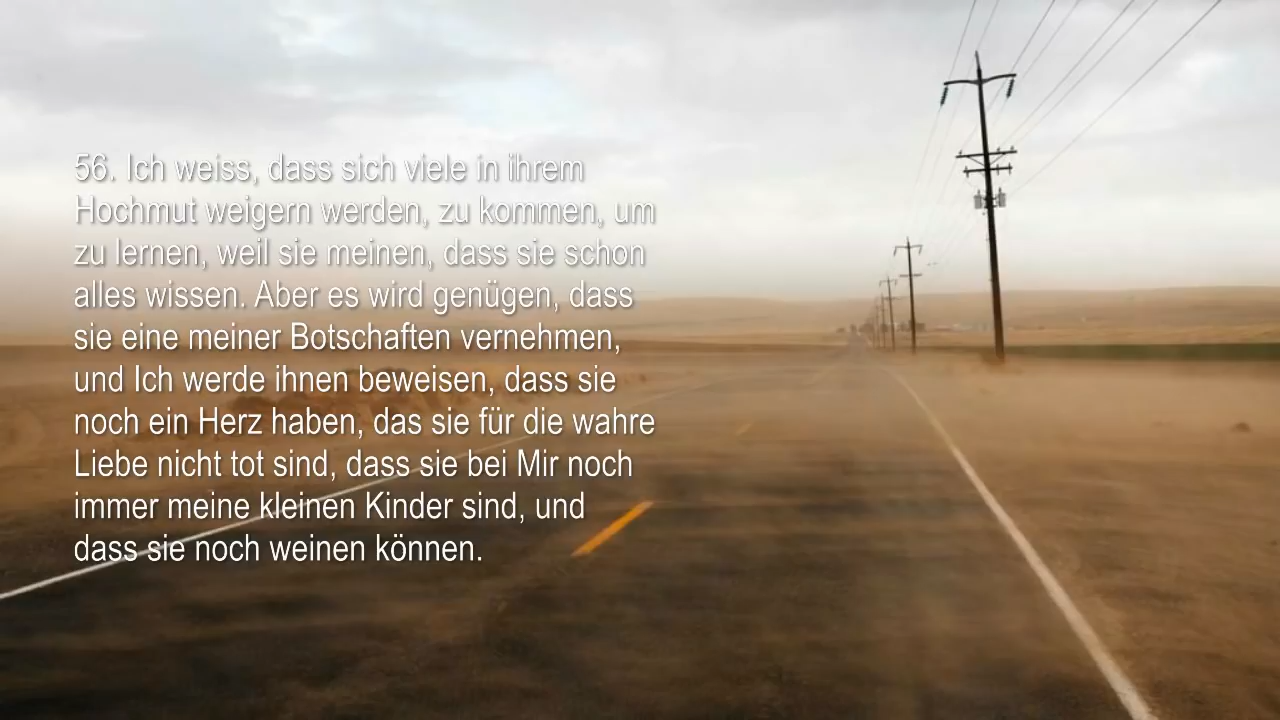 56. Ich weiss, dass sich viele in ihrem
Hochmut weigern werden, zu kommen, um
zu lernen, weil sie meinen, dass sie schon
alles wissen. Aber es wird genügen, dass
sie eine meiner Botschaften vernehmen,
und Ich werde ihnen beweisen, dass sie
noch ein Herz haben, das sie für die wahre
Liebe nicht tot sind, dass sie bei Mir noch
immer meine kleinen Kinder sind, und
dass sie noch weinen können.